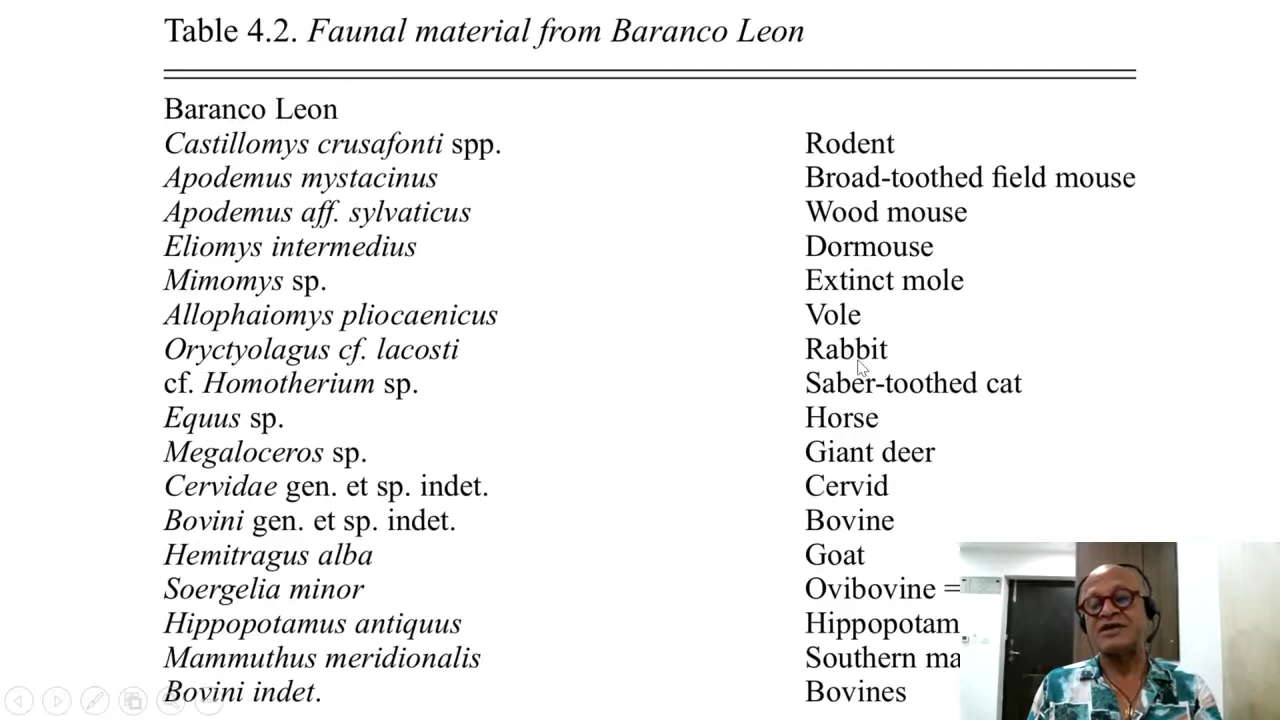 Table 4.2. Faunal material from Baranco Leon
Baranco Leon
Castillomys crusafonti spp. Rodent
Apodemus mystacinus Broad-toothed field mouse
Apodemus aff. sylvaticus Wood mouse
Eliomys intermedius Dormouse
Mimomys sp. Extinct mole
Allophaiomys pliocaenicus Vole
Oryctyolagus cf. lacosti Rabbit
cf. Homotherium sp. Saber-toothed cat
Equus sp. Horse
Megaloceros sp. Giant deer
Cervidae gen. et sp. indet. Cervid
Bovini gen. et sp. indet. Bovine
Hemitragus alba Goat
Soergelia minor Ovibovine =
Hippopotamus antiquus Hippopotam
Mammuthus meridionalis Southern ma
Bovini indet. Bovines